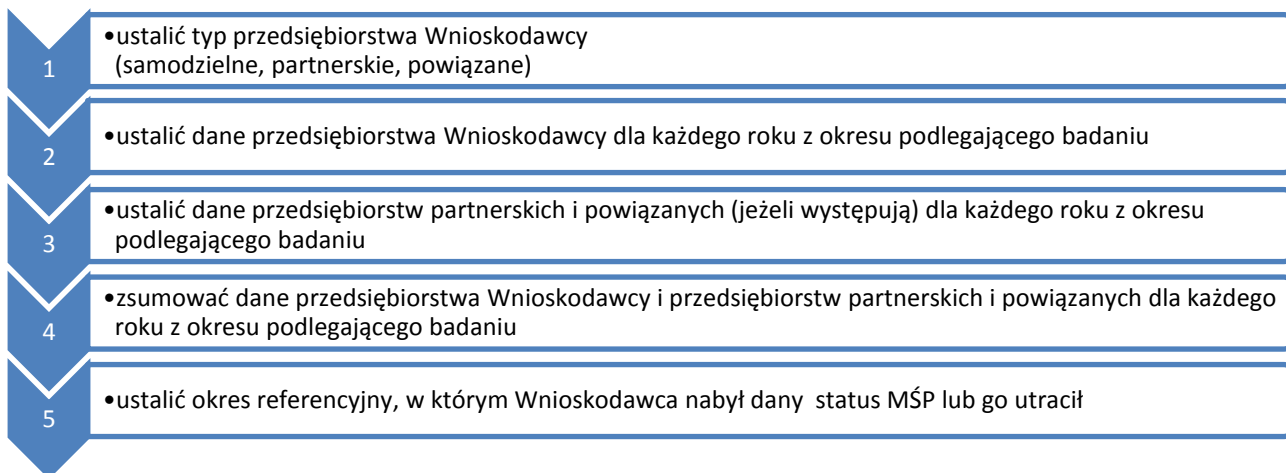 1
•ustalić typ przedsiębiorstwa Wnioskodawcy
(samodzielne, partnerskie, powiązane)
2
•ustalić dane przedsiębiorstwa Wnioskodawcy dla każdego roku z okresu podlegającego badaniu
3
•ustalić dane przedsiębiorstw partnerskich i powiązanych (jeżeli występują) dla każdego roku z okresu
podlegającego badaniu
4
•zsumować dane przedsiębiorstwa Wnioskodawcy i przedsiębiorstw partnerskich i powiązanych dla każdego
roku z okresu podlegającego badaniu
5
•ustalić okres referencyjny, w którym Wnioskodawca nabył dany status MŚP lub go utracił